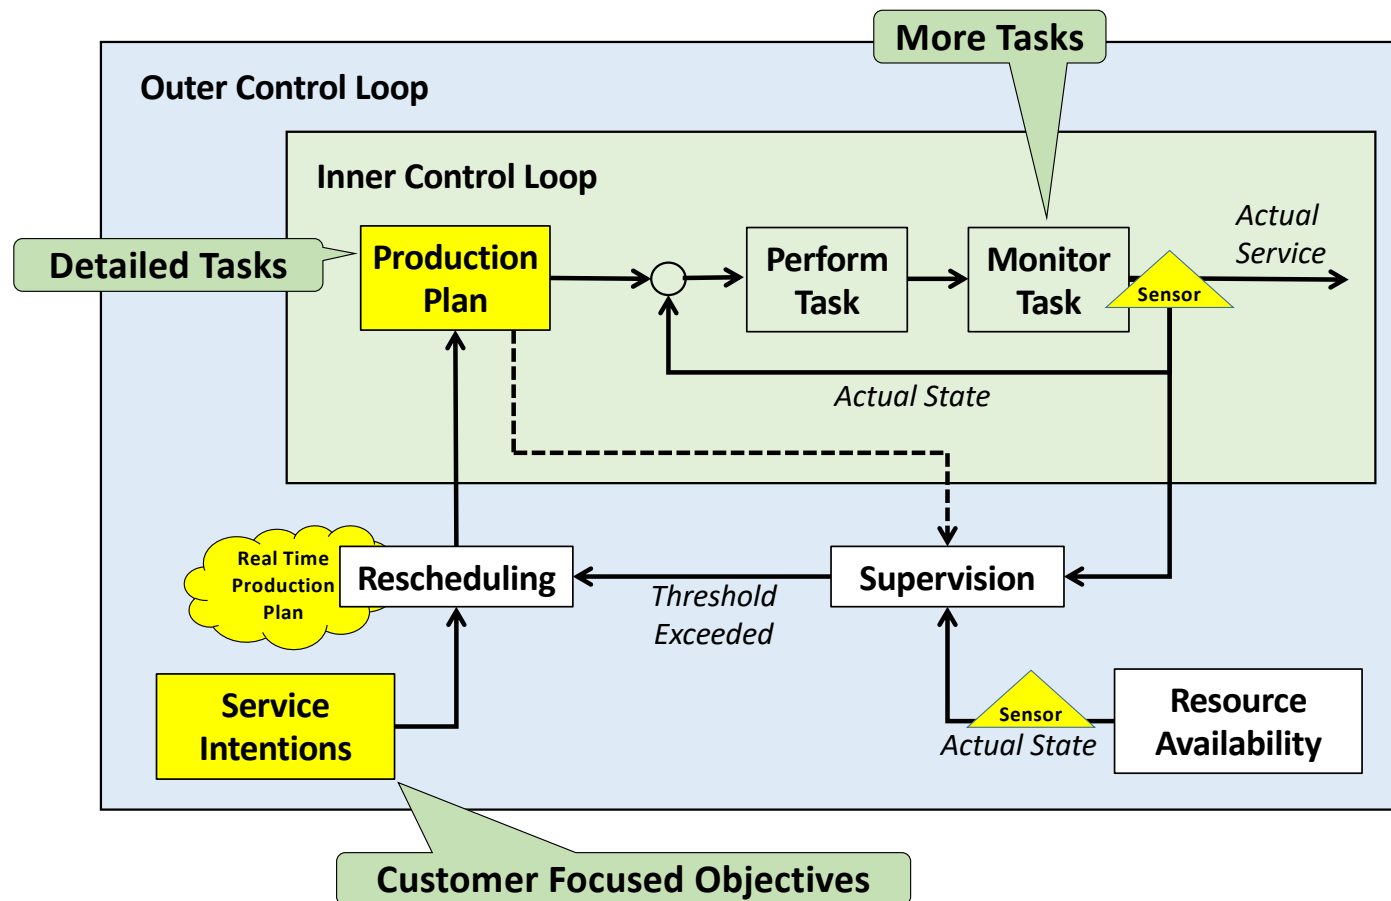 More Tasks
Outer Control Loop
Inner Control Loop
Detailed Tasks
Production
Plan
Perform
Task
Monitor
Task
Sensor
Actual
Service
Actual State
Real Time
Production
Plan
Rescheduling
Threshold
Exceeded
Supervision
Service
Intentions
Sensor
Actual State
Resource
Availability
Customer Focused Objectives